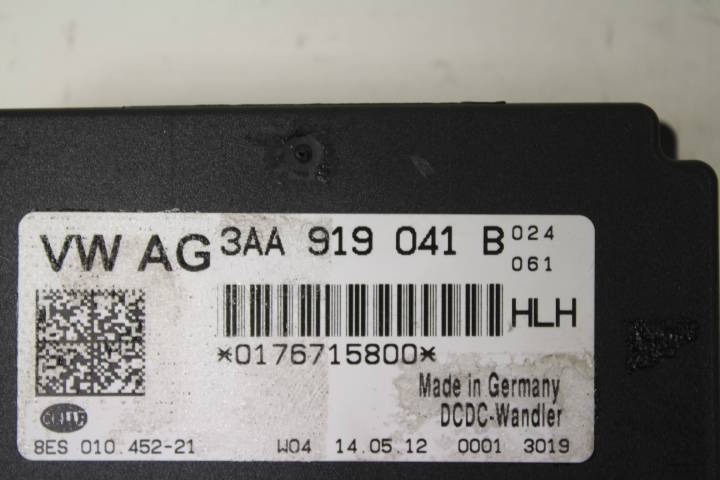 VW AG 3AA 919 041 B 024
061
HLH
*0176715800*
Made in Germany
DCDC-Wandler
HELLA
8ES 010.452-21 W04 14.05.12 0001 3019